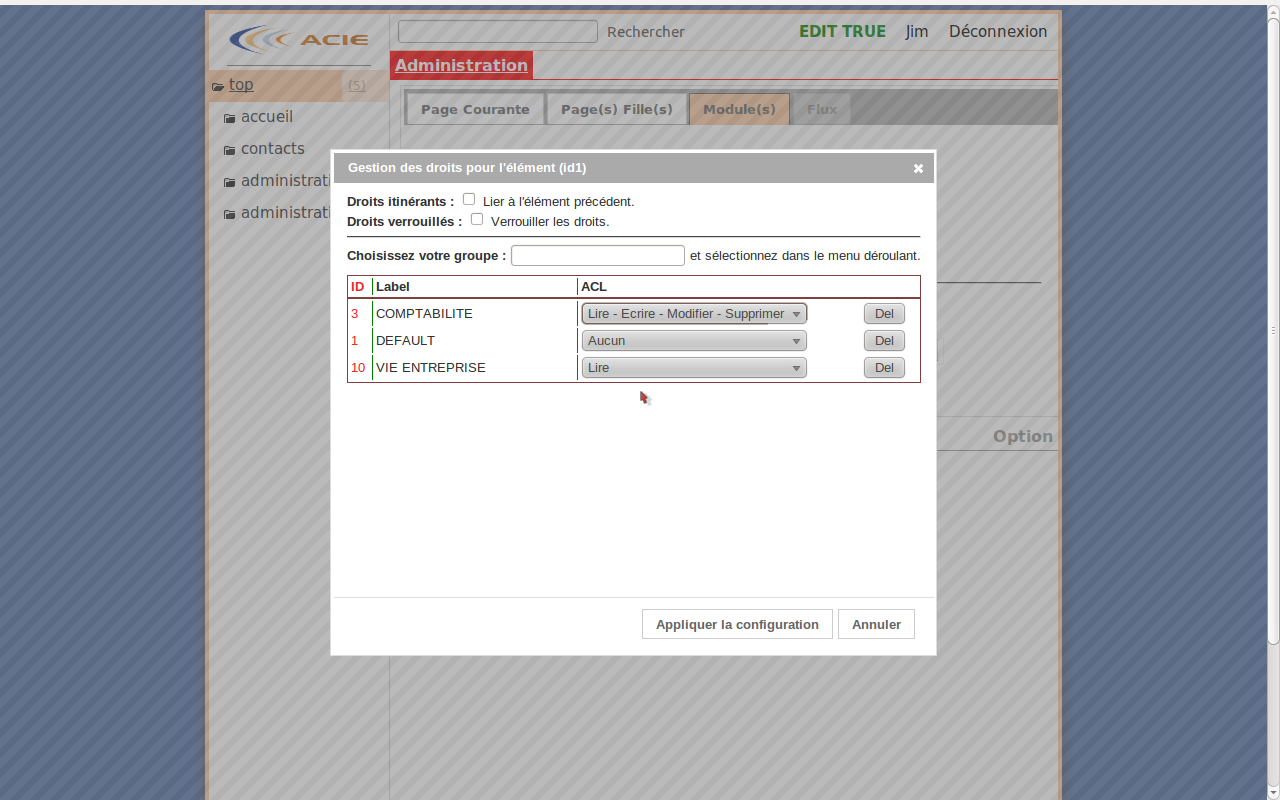 ACIE
Rechercher
EDIT TRUE Jim Déconnexion
Administration
top (5)
accueil
contacts
administrati
administrati
Page Courante Page(s) Fille(s) Module(s) Flux
Option
Gestion des droits pour l'élément (id1)
Droits itinérants : Lier à l'élément précédent.
Droits verrouillés : Verrouiller les droits.
Choisissez votre groupe : et sélectionnez dans le menu déroulant.
ID Label ACL
3 COMPTABILITE Lire - Ecrire - Modifier - Supprimer Del
1 DEFAULT Aucun Del
10 VIE ENTREPRISE Lire Del
Appliquer la configuration Annuler